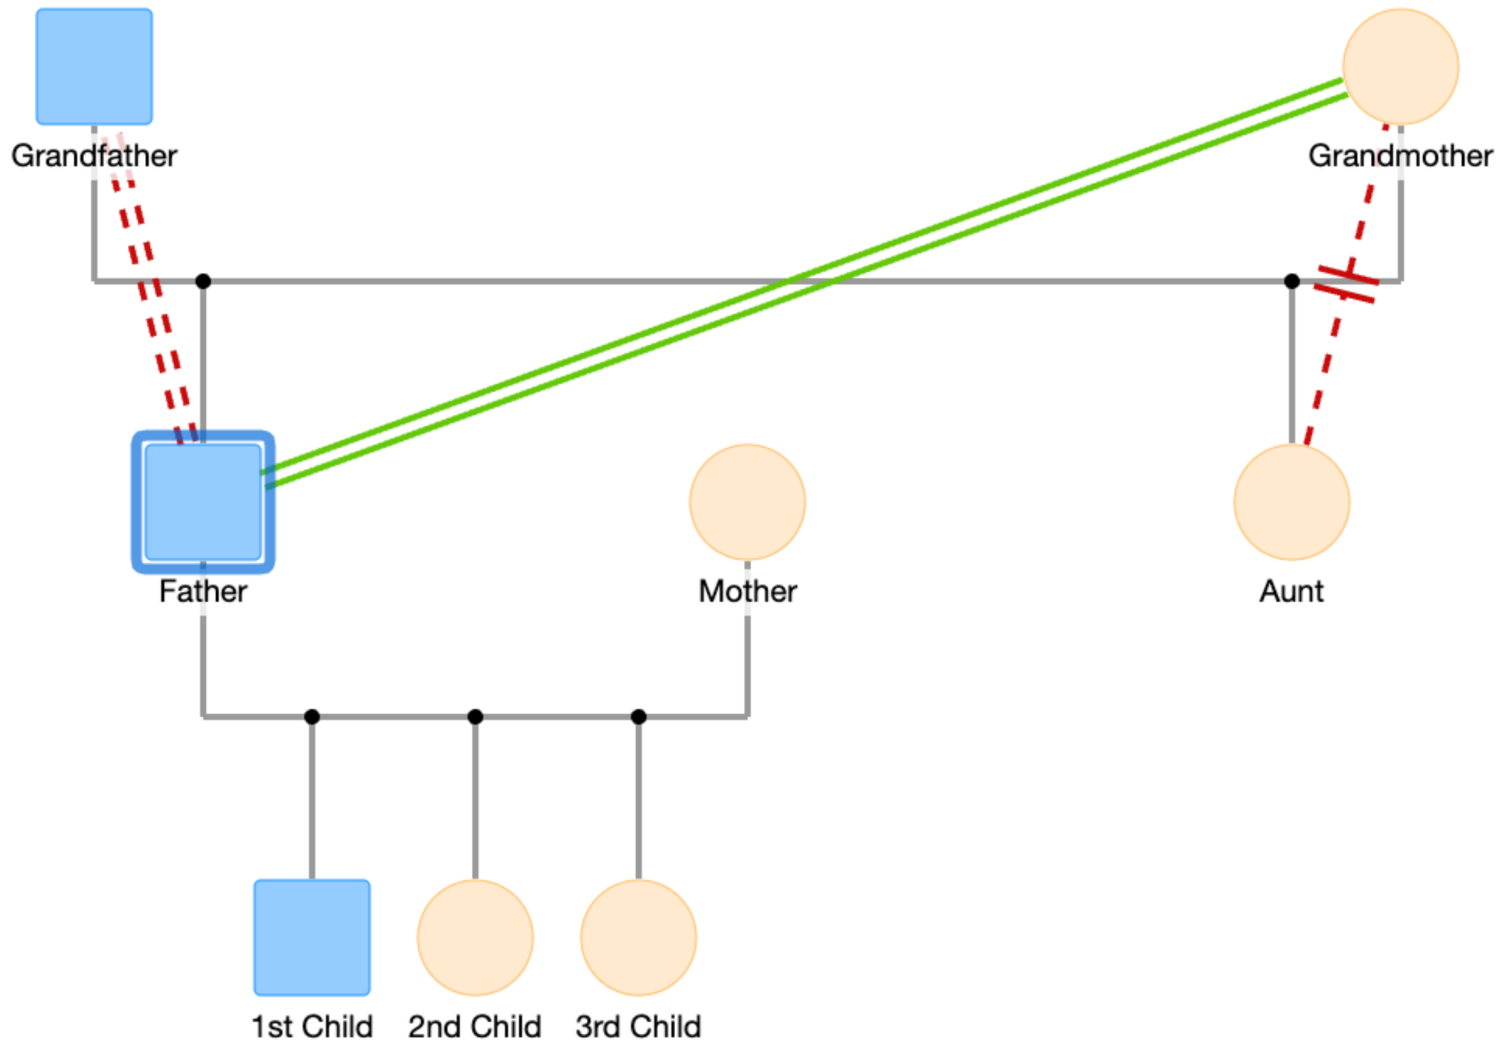 Grandfather
Grandmother
Father
Mother
Aunt
1st Child
2nd Child
3rd Child